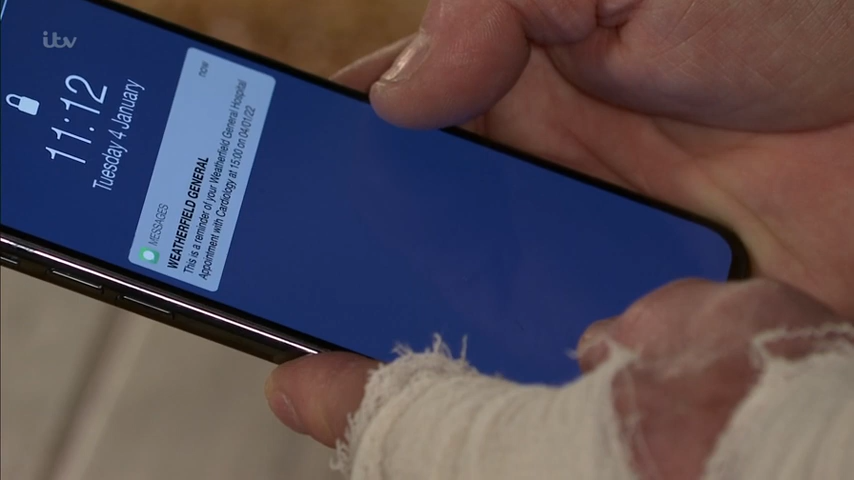 itv
11:12
Tuesday 4 January
MESSAGES
now
WEATHERFIELD GENERAL
This is a reminder of your Weatherfield General Hospital
Appointment with Cardiology at 15:00 on 04/01/22